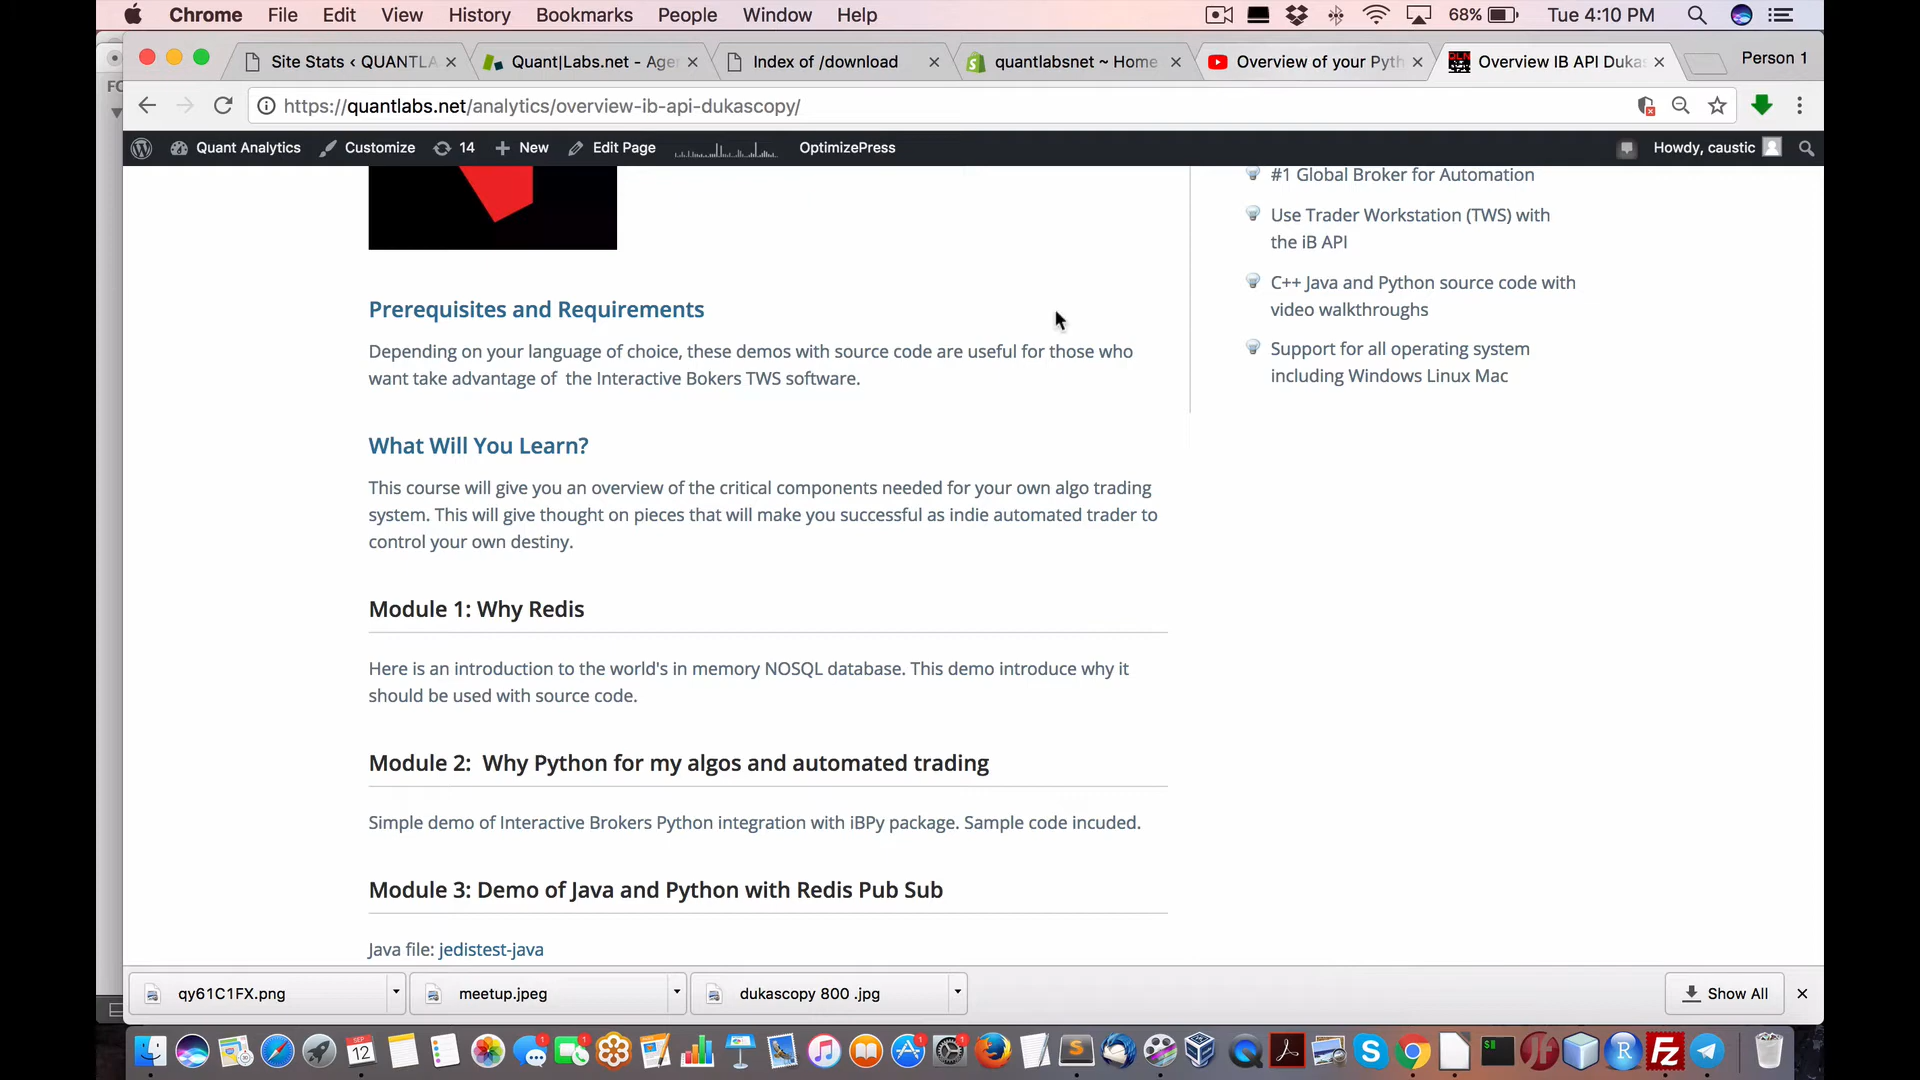 Chrome File Edit View History Bookmarks People Window Help 68% Tue 4:10 PM
Site Stats ‹ QUANTLA
Quant|Labs.net - Age
Index of /download
quantlabsnet ~ Home
Overview of your Pyth
Overview IB API Dukas
Person 1
https://quantlabs.net/analytics/overview-ib-api-dukascopy/
Quant Analytics Customize 14 New Edit Page OptimizePress Howdy, caustic
#1 Global Broker for Automation
Use Trader Workstation (TWS) with
the iB API
C++ Java and Python source code with
video walkthroughs
Support for all operating system
including Windows Linux Mac
Prerequisites and Requirements
Depending on your language of choice, these demos with source code are useful for those who
want take advantage of the Interactive Bokers TWS software.
What Will You Learn?
This course will give you an overview of the critical components needed for your own algo trading
system. This will give thought on pieces that will make you successful as indie automated trader to
control your own destiny.
Module 1: Why Redis
Here is an introduction to the world's in memory NOSQL database. This demo introduce why it
should be used with source code.
Module 2: Why Python for my algos and automated trading
Simple demo of Interactive Brokers Python integration with iBPy package. Sample code incuded.
Module 3: Demo of Java and Python with Redis Pub Sub
Java file: jedistest-java
qy61C1FX.png
meetup.jpeg
dukascopy 800 .jpg
Show All
SEP
12